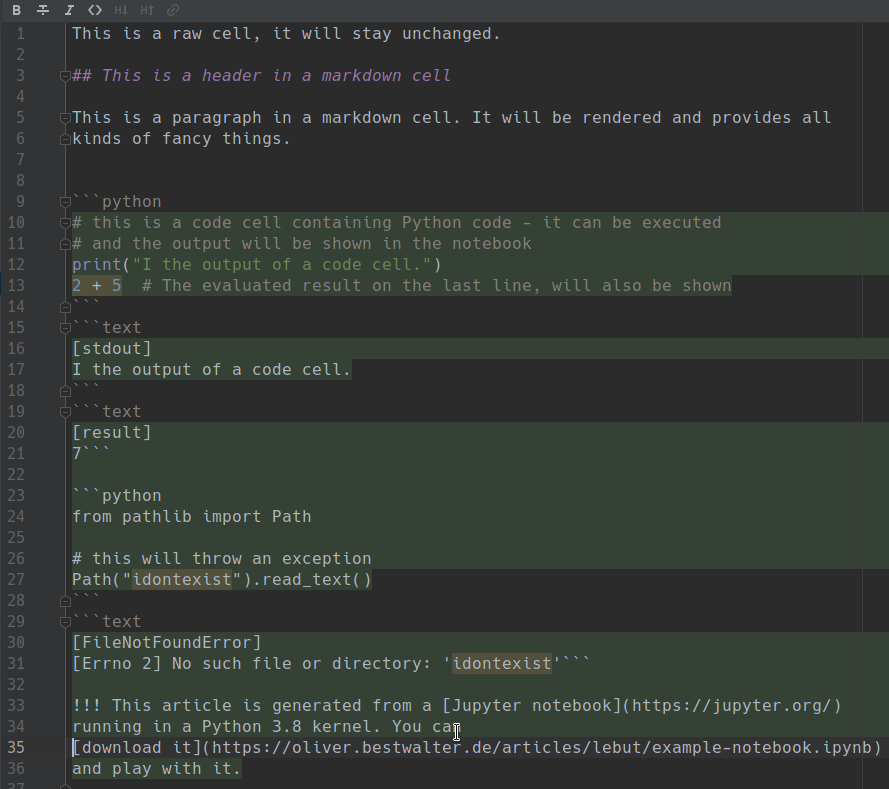 B I <> H↓ H↑
1 This is a raw cell, it will stay unchanged.
2
3 ## This is a header in a markdown cell
4
5 This is a paragraph in a markdown cell. It will be rendered and provides all
6 kinds of fancy things.
7
8
9 ```python
10 # this is a code cell containing Python code - it can be executed
11 # and the output will be shown in the notebook
12 print("I the output of a code cell.")
13 2 + 5  # The evaluated result on the last line, will also be shown
14 ```
15 ```text
16 [stdout]
17 I the output of a code cell.
18 ```
19 ```text
20 [result]
21 7```
22
23 ```python
24 from pathlib import Path
25
26 # this will throw an exception
27 Path("idontexist").read_text()
28 ```
29 ```text
30 [FileNotFoundError]
31 [Errno 2] No such file or directory: 'idontexist'```
32
33 !!! This article is generated from a [Jupyter notebook](https://jupyter.org/)
34 running in a Python 3.8 kernel. You can
35 [download it](https://oliver.bestwalter.de/articles/lebut/example-notebook.ipynb)
36 and play with it.
37